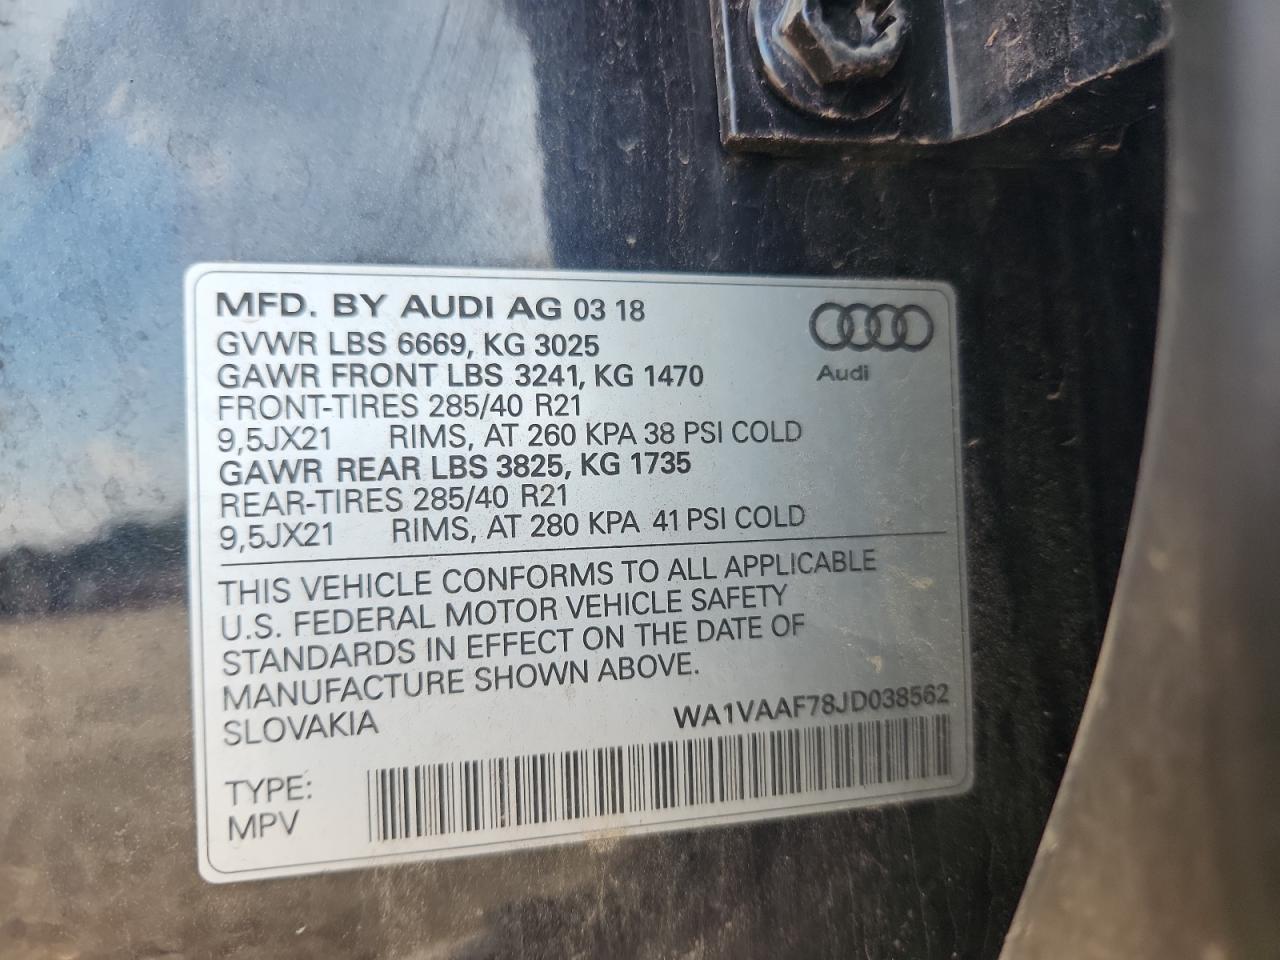 MFD. BY AUDI AG 03 18
GVWR LBS 6669, KG 3025
GAWR FRONT LBS 3241, KG 1470
FRONT-TIRES 285/40 R21
9,5JX21 RIMS, AT 260 KPA 38 PSI COLD
GAWR REAR LBS 3825, KG 1735
REAR-TIRES 285/40 R21
9,5JX21 RIMS, AT 280 KPA 41 PSI COLD
Audi
THIS VEHICLE CONFORMS TO ALL APPLICABLE
U.S. FEDERAL MOTOR VEHICLE SAFETY
STANDARDS IN EFFECT ON THE DATE OF
MANUFACTURE SHOWN ABOVE.
SLOVAKIA WA1VAAF78JD038562
TYPE:
MPV